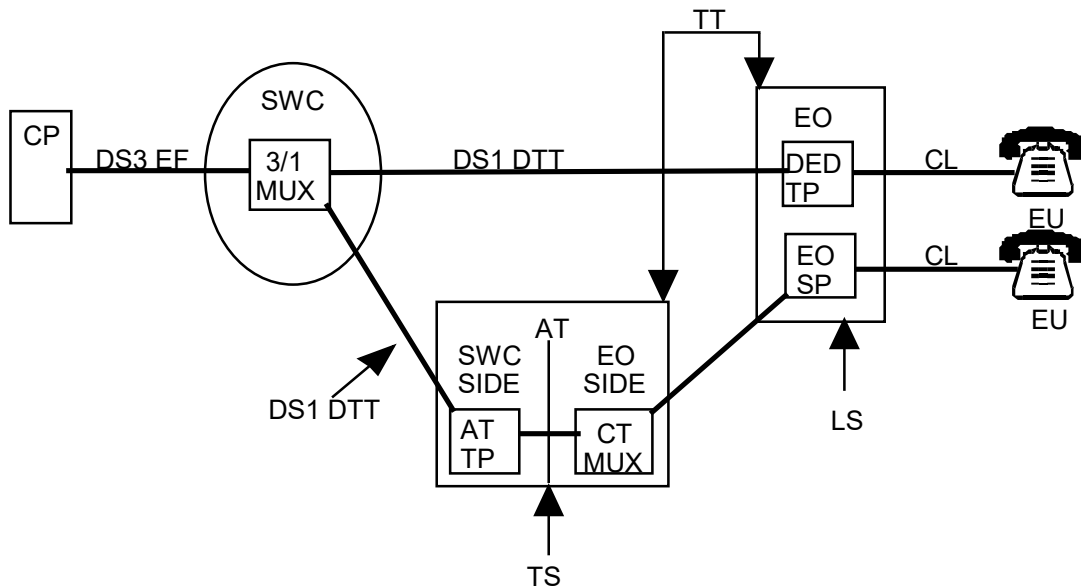 TT
SWC
EO
CP
DS3 EF
3/1
MUX
DS1 DTT
DED
TP
CL
EU
EO
SP
CL
EU
AT
SWC
SIDE
EO
SIDE
DS1 DTT
AT
TP
CT
MUX
LS
TS